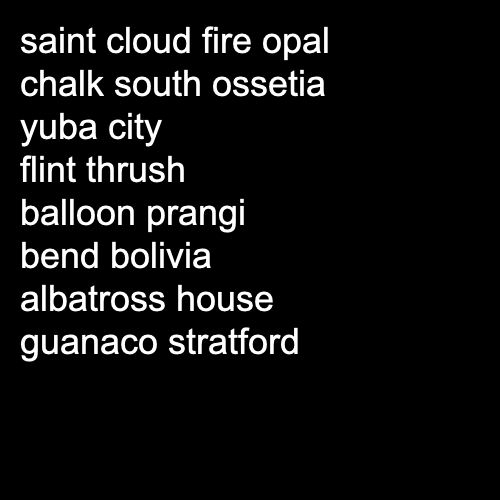 saint cloud fire opal
chalk south ossetia
yuba city
flint thrush
balloon prangi
bend bolivia
albatross house
guanaco stratford